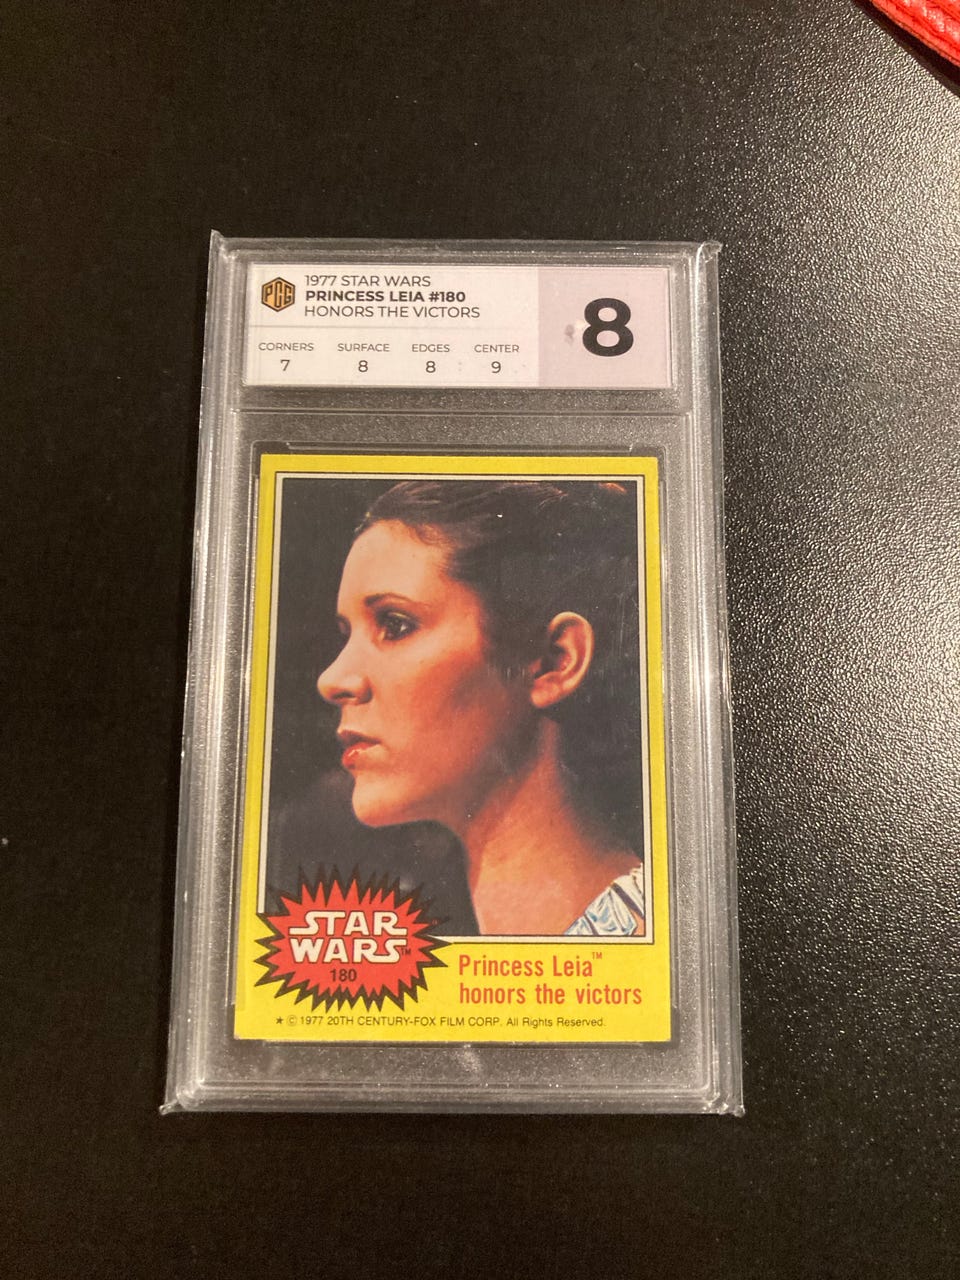 PCG
1977 STAR WARS
PRINCESS LEIA #180
HONORS THE VICTORS
8
CORNERS SURFACE EDGES CENTER
7 8 8 9
STAR
WARS™
180
Princess Leia™
honors the victors
★ © 1977 20TH CENTURY-FOX FILM CORP. All Rights Reserved.